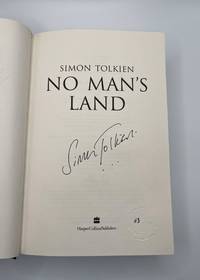 SIMON TOLKIEN
NO MAN'S
LAND
Simon Tolkien
HarperCollinsPublishers